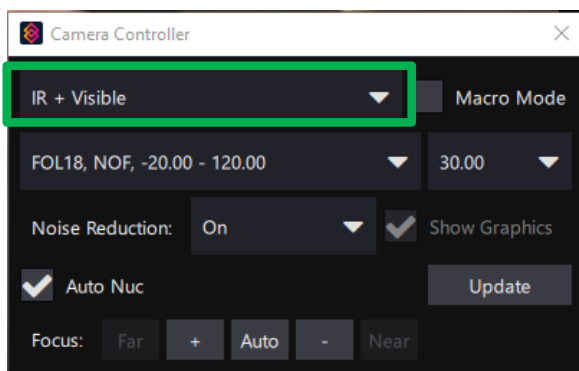 Camera Controller
IR + Visible
Macro Mode
FOL18, NOF, -20.00 - 120.00
30.00
Noise Reduction: On
Show Graphics
Auto Nuc
Update
Focus: Far + Auto - Near